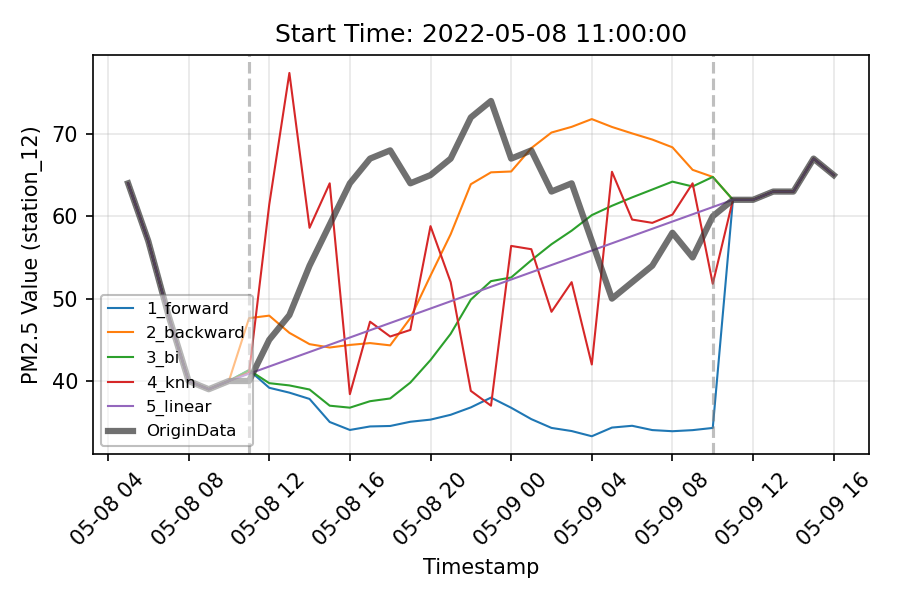 Start Time: 2022-05-08 11:00:00
PM2.5 Value (station_12)
70
60
50
40
1_forward
2_backward
3_bi
4_knn
5_linear
OriginData
05-08 04
05-08 08
05-08 12
05-08 16
05-08 20
05-09 00
05-09 04
05-09 08
05-09 12
05-09 16
Timestamp